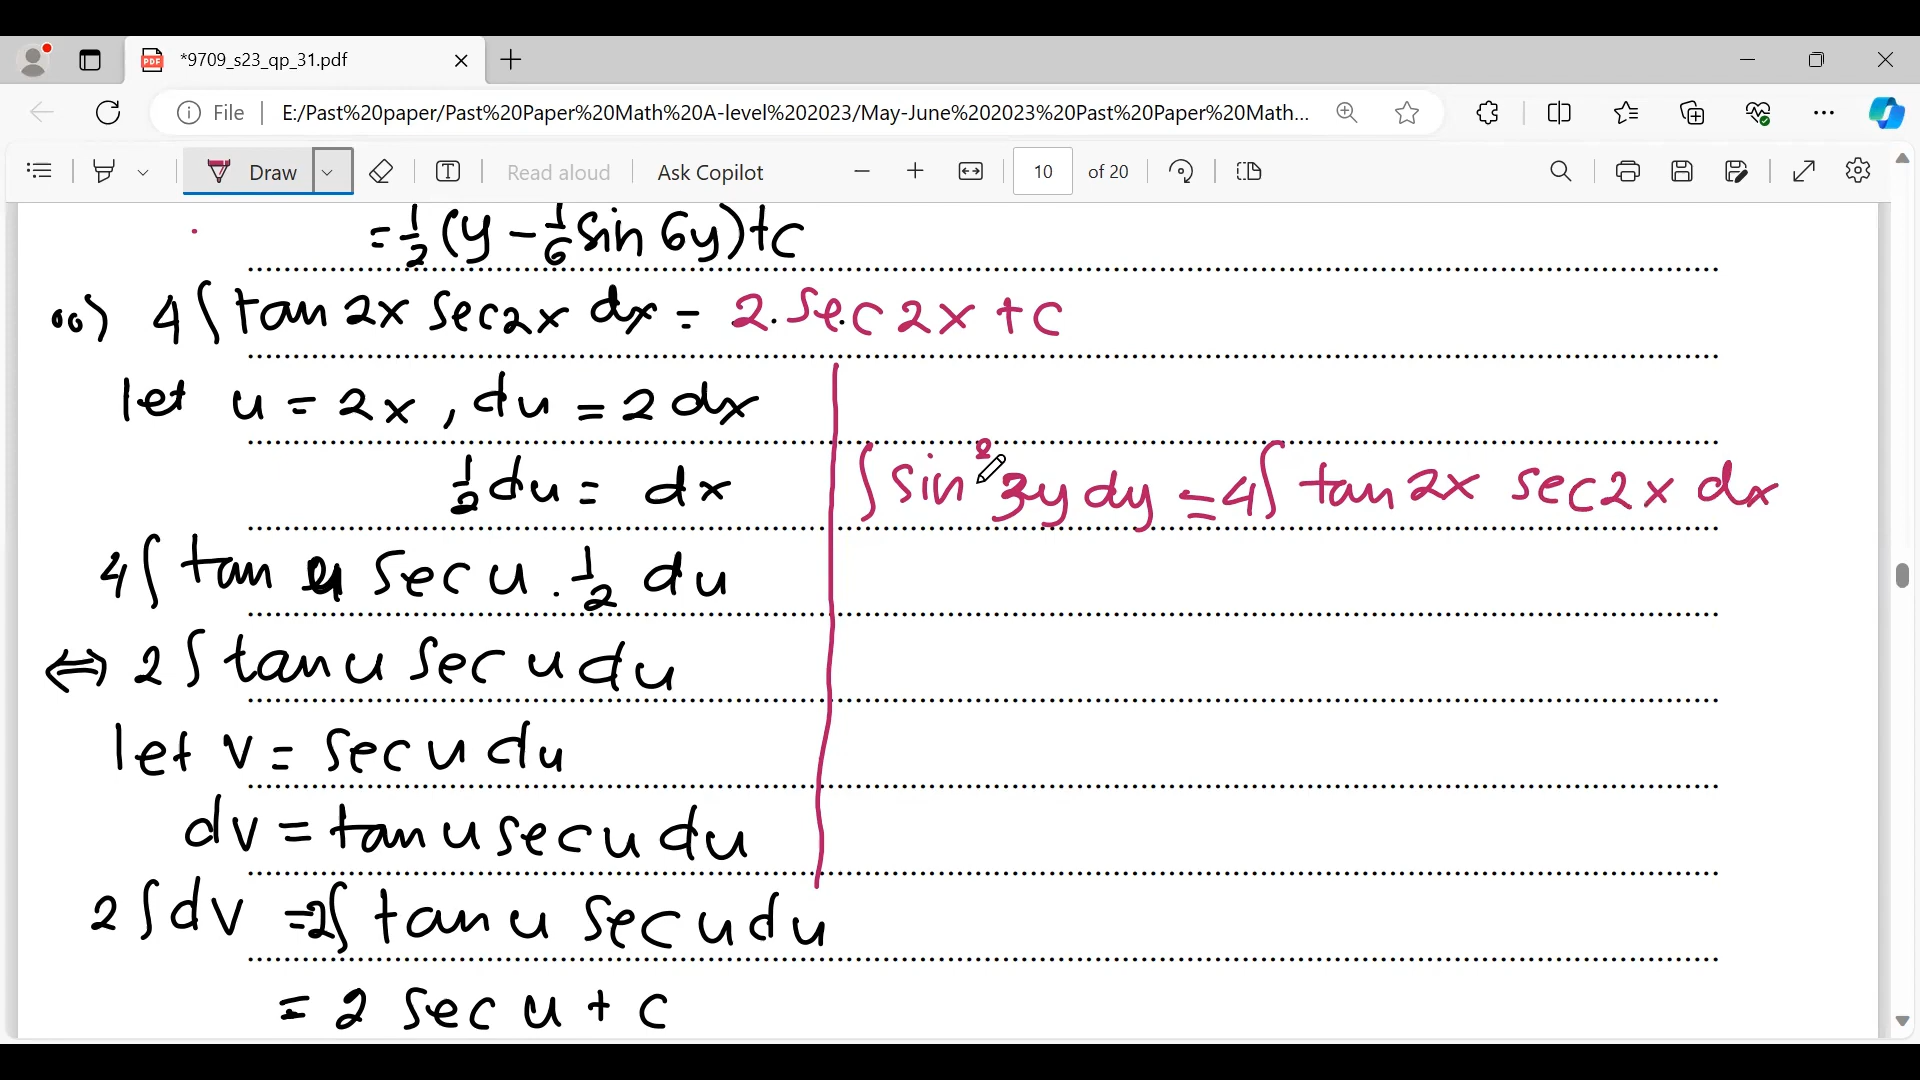 *9709_s23_qp_31.pdf
File | E:/Past%20paper/Past%20Paper%20Math%20A-level%202023/May-June%202023%20Past%20Paper%20Math...
Draw Read aloud Ask Copilot 10 of 20
= 1/2 (y - 1/6 sin 6y) + c
4 ∫ tan 2x sec 2x dx = 2 . sec 2x + c
let u = 2x , du = 2 dx
1/2 du = dx
∫ sin² 3y dy = 4 ∫ tan 2x sec 2x dx
4 ∫ tan u sec u . 1/2 du
⇔ 2 ∫ tan u sec u du
let v = sec u du
dv = tan u sec u du
2 ∫ dv = 2∫ tan u sec u du
= 2 sec u + c